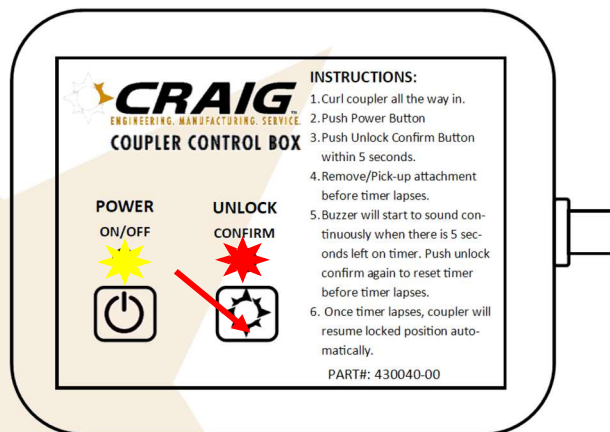 CRAIG
ENGINEERING. MANUFACTURING. SERVICE.
COUPLER CONTROL BOX
POWER
ON/OFF
UNLOCK
CONFIRM
INSTRUCTIONS:
1.Curl coupler all the way in.
2.Push Power Button
3.Push Unlock Confirm Button
within 5 seconds.
4.Remove/Pick-up attachment
before timer lapses.
5.Buzzer will start to sound con-
tinuously when there is 5 sec-
onds left on timer. Push unlock
confirm again to reset timer
before timer lapses.
6. Once timer lapses, coupler will
resume locked position auto-
matically.
PART#: 430040-00